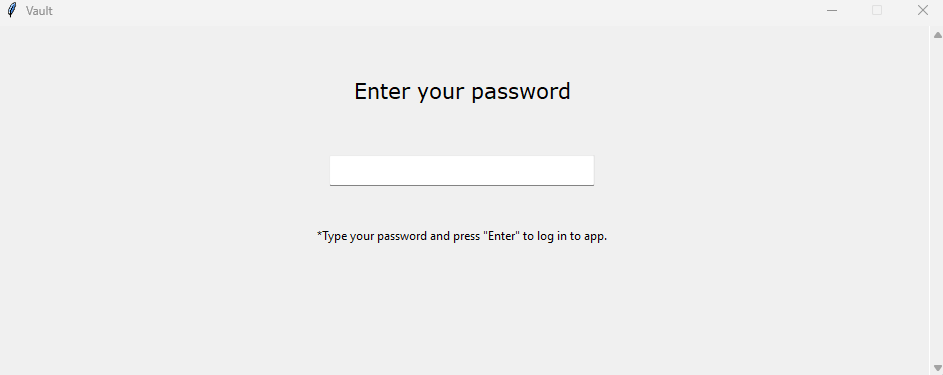 Vault
Enter your password
*Type your password and press "Enter" to log in to app.